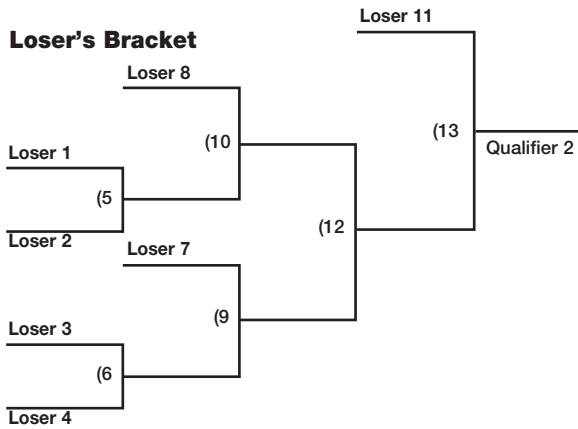 Loser's Bracket
Loser 11
Loser 8
(10
(13
Qualifier 2
Loser 1
(5
Loser 2
(12
Loser 7
(9
Loser 3
(6
Loser 4